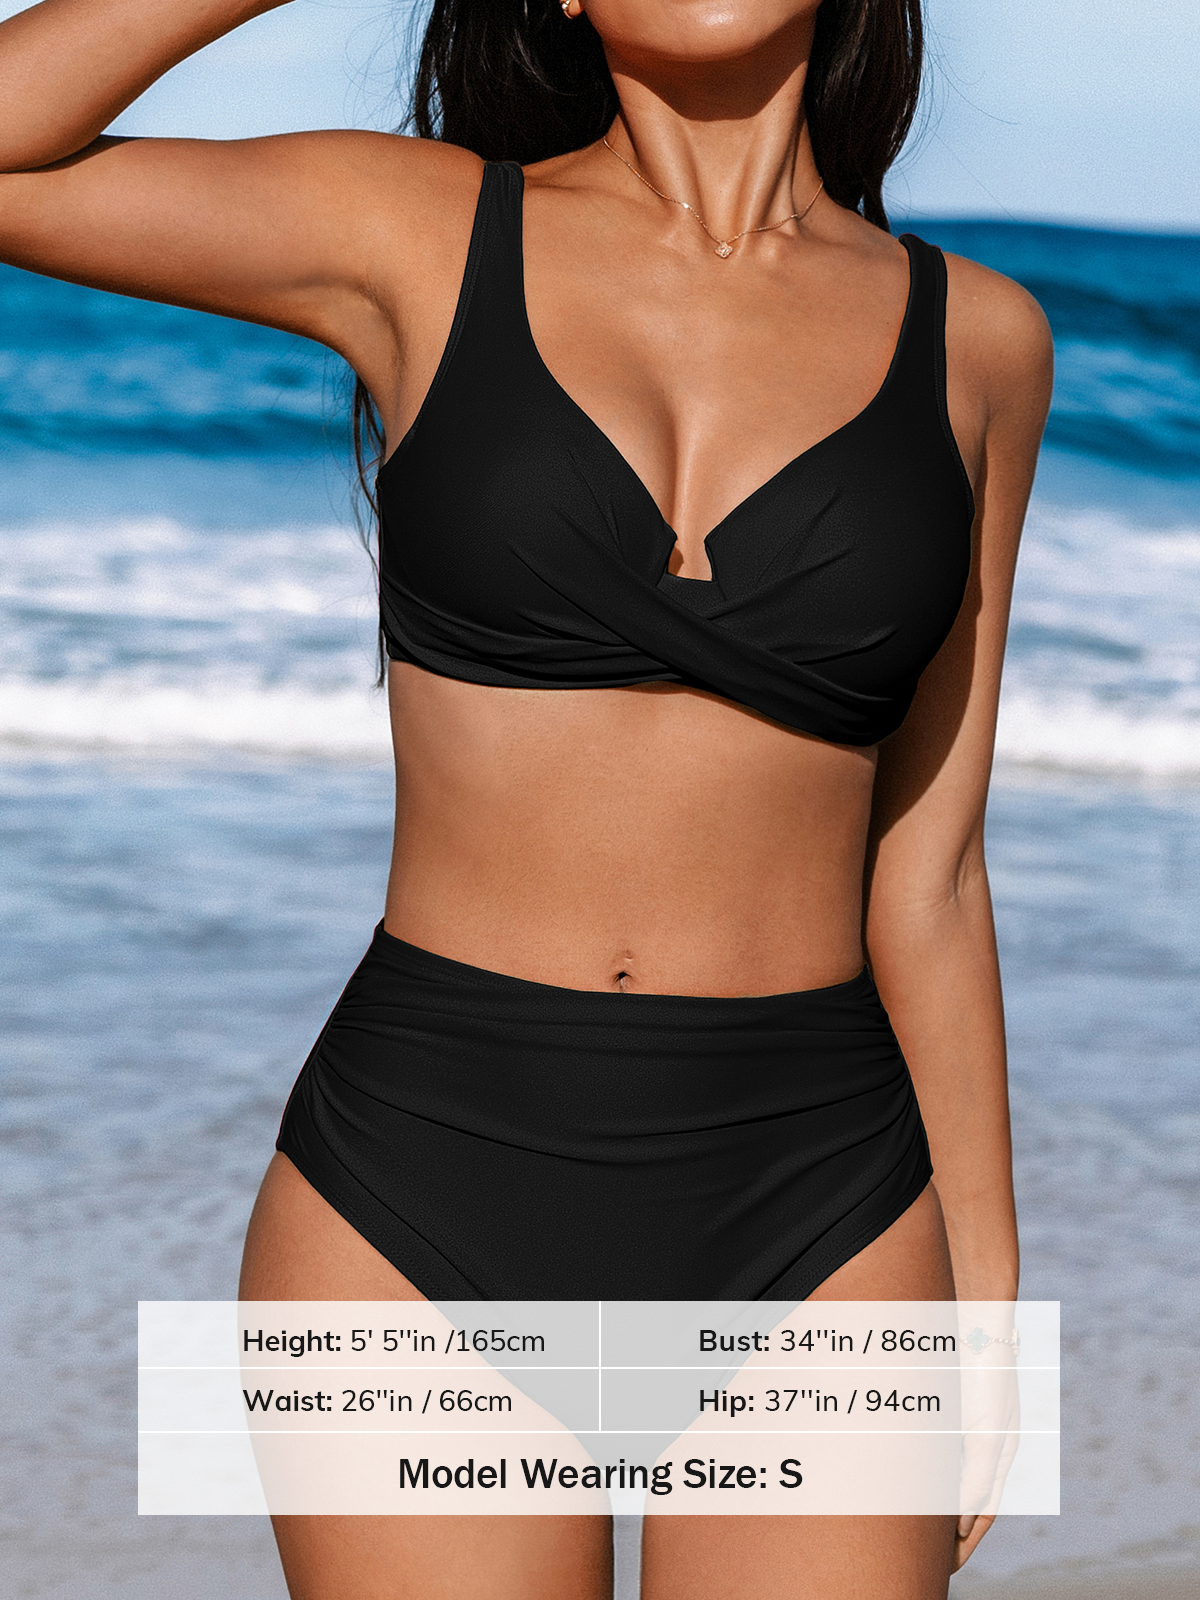 Height: 5' 5''in /165cm
Bust: 34''in / 86cm
Waist: 26''in / 66cm
Hip: 37''in / 94cm
Model Wearing Size: S